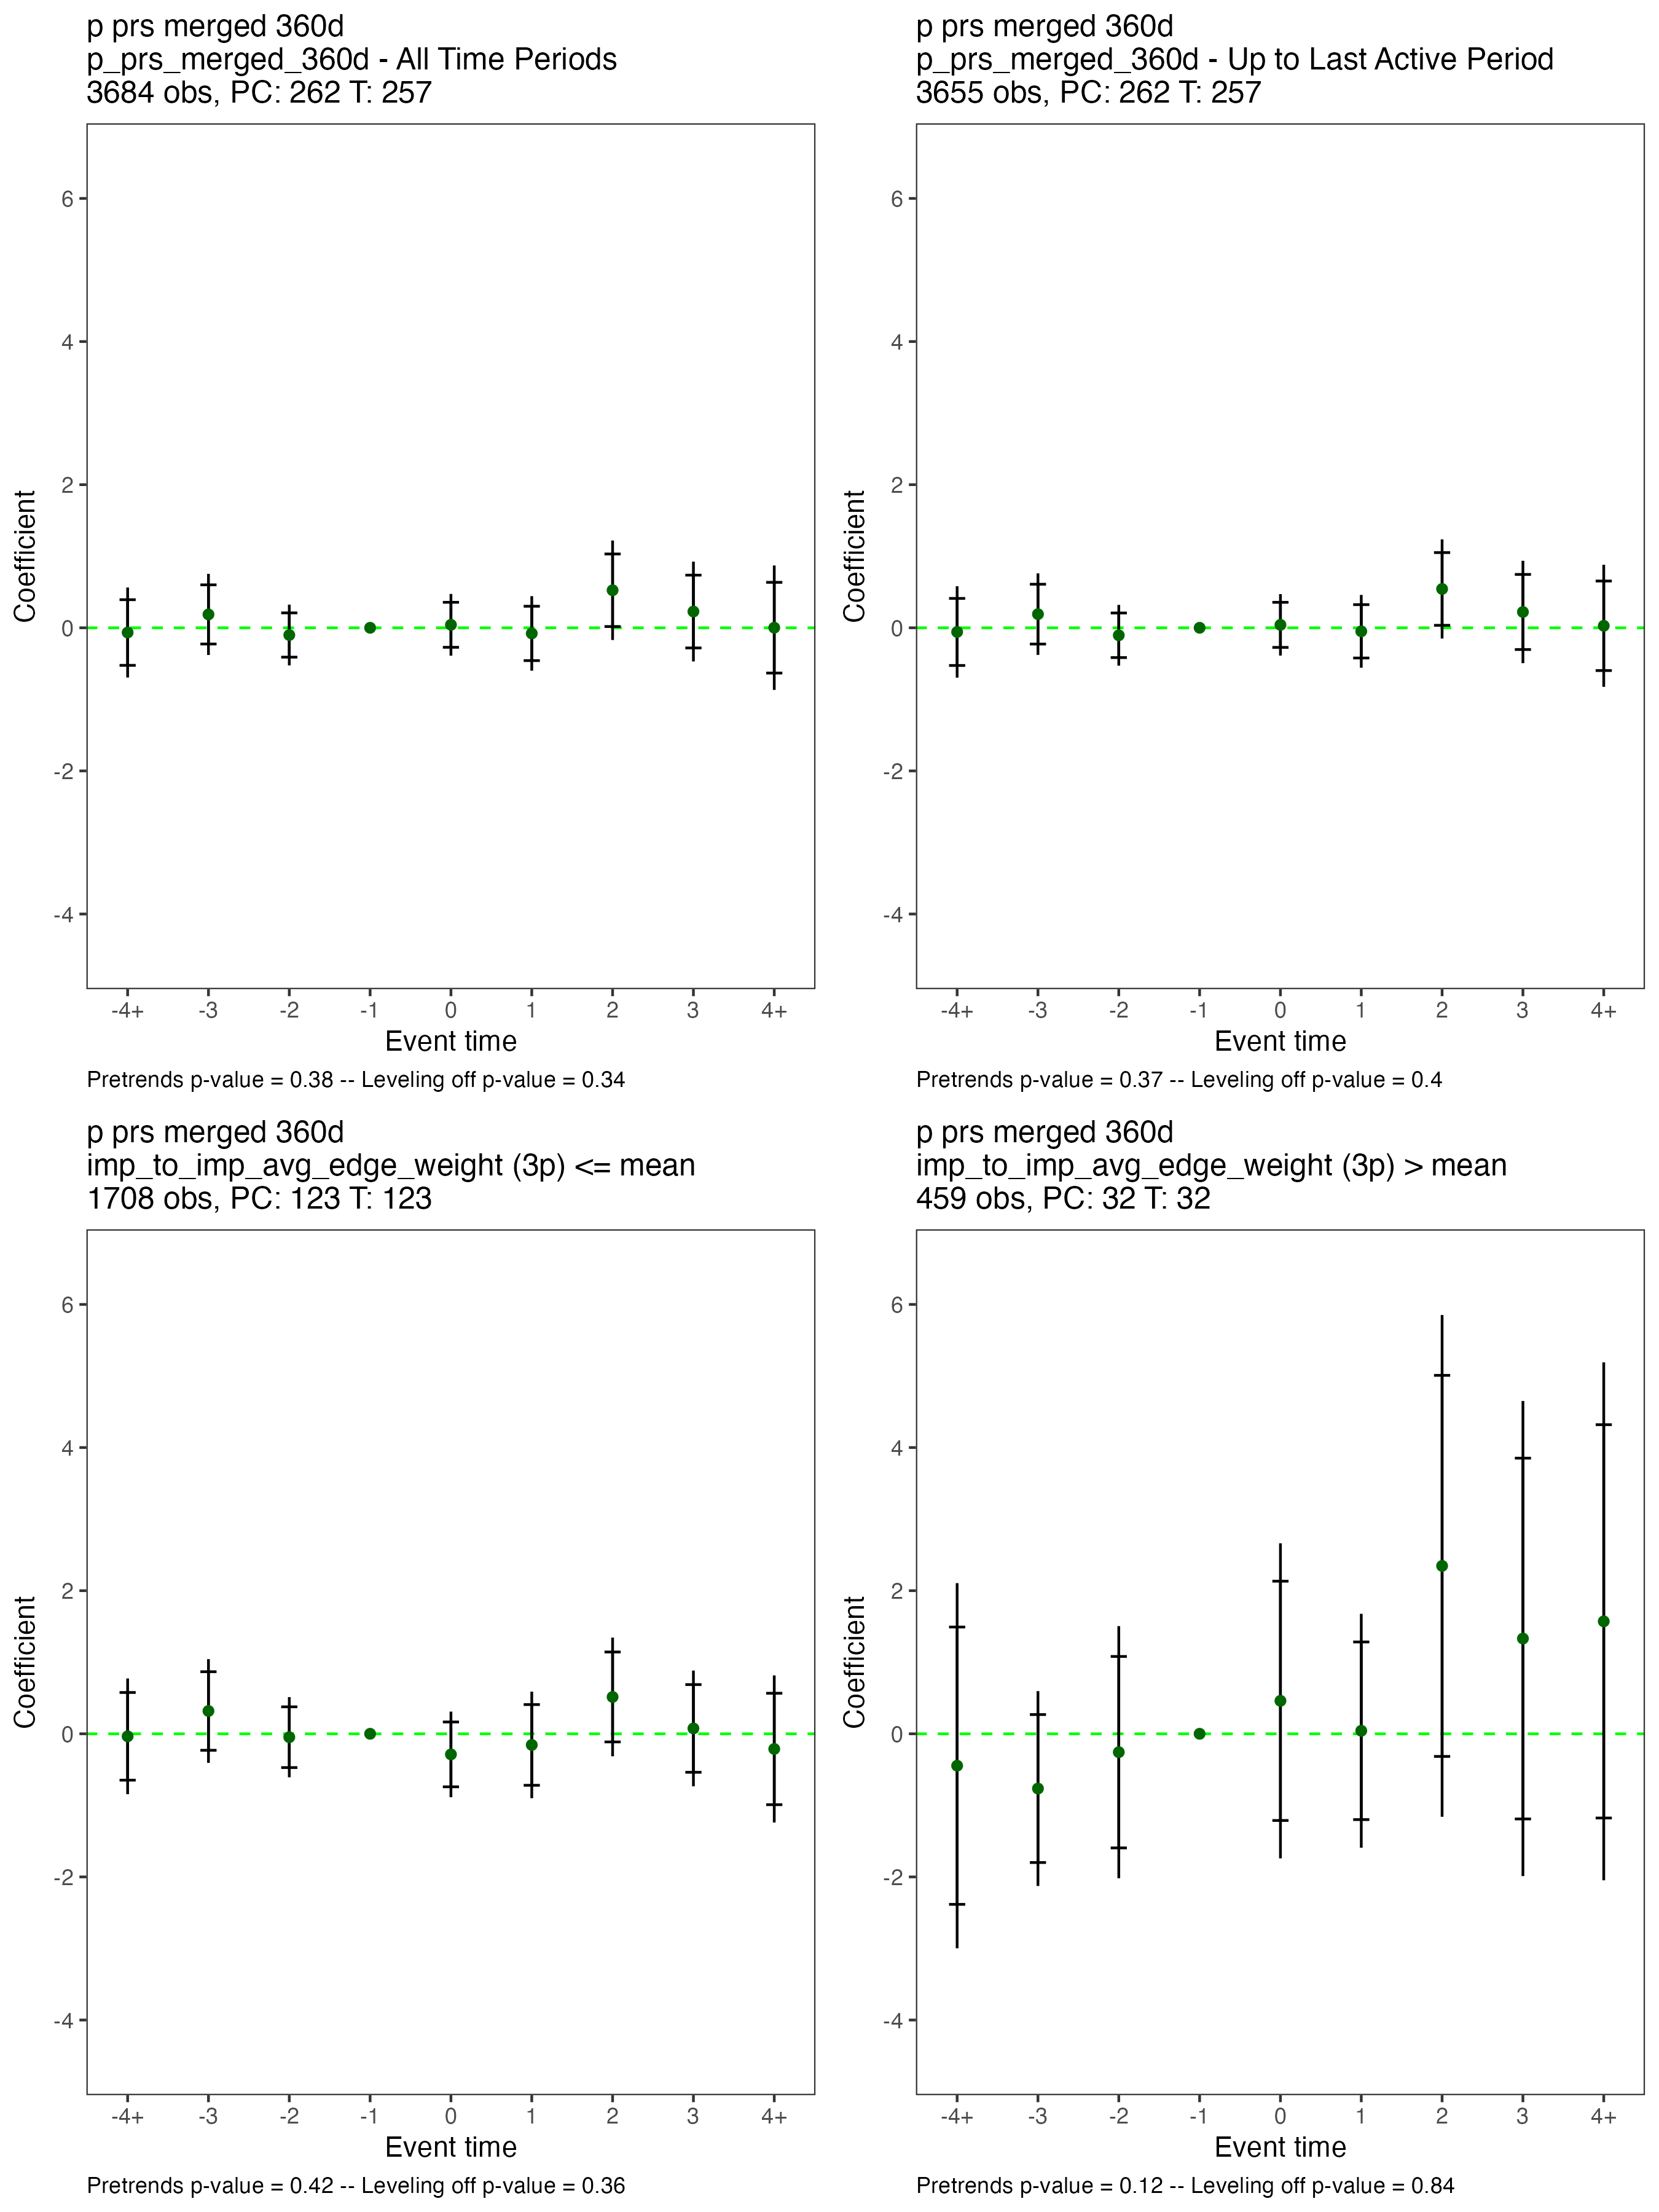 p prs merged 360d
p_prs_merged_360d - All Time Periods
3684 obs, PC: 262 T: 257
6
4
2
0
-2
-4
Coefficient
-4+ -3 -2 -1 0 1 2 3 4+
Event time
Pretrends p-value = 0.38 -- Leveling off p-value = 0.34
p prs merged 360d
p_prs_merged_360d - Up to Last Active Period
3655 obs, PC: 262 T: 257
6
4
2
0
-2
-4
Coefficient
-4+ -3 -2 -1 0 1 2 3 4+
Event time
Pretrends p-value = 0.37 -- Leveling off p-value = 0.4
p prs merged 360d
imp_to_imp_avg_edge_weight (3p) <= mean
1708 obs, PC: 123 T: 123
6
4
2
0
-2
-4
Coefficient
-4+ -3 -2 -1 0 1 2 3 4+
Event time
Pretrends p-value = 0.42 -- Leveling off p-value = 0.36
p prs merged 360d
imp_to_imp_avg_edge_weight (3p) > mean
459 obs, PC: 32 T: 32
6
4
2
0
-2
-4
Coefficient
-4+ -3 -2 -1 0 1 2 3 4+
Event time
Pretrends p-value = 0.12 -- Leveling off p-value = 0.84